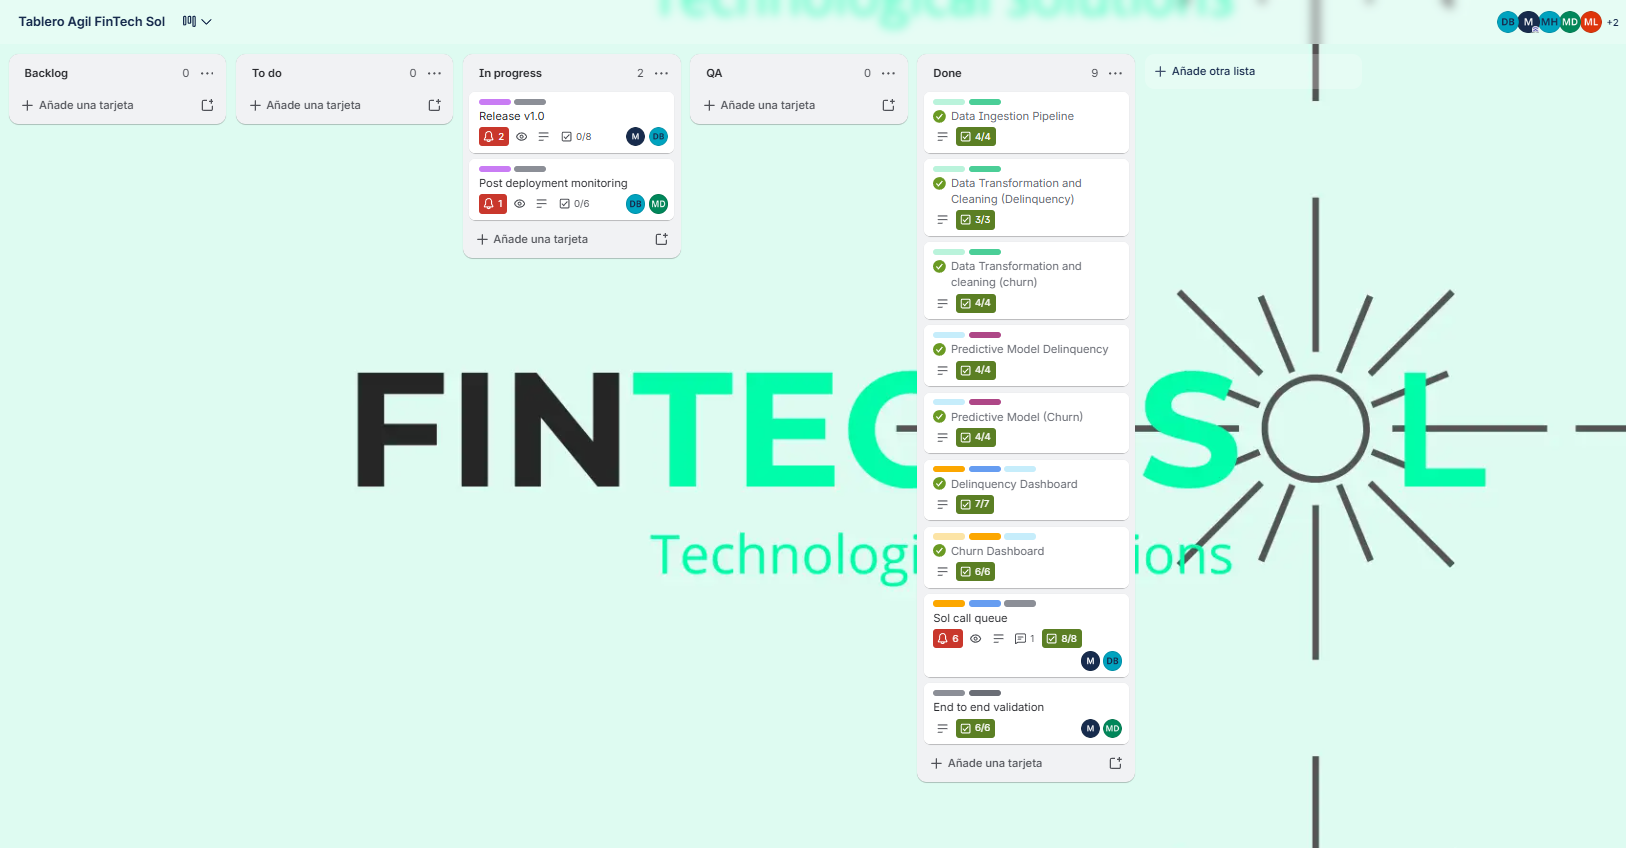 Technological solutions
Tablero Agil FinTech Sol
DB M MH MD ML +2
Backlog 0
Añade una tarjeta
To do 0
Añade una tarjeta
In progress 2
Release v1.0
2 0/8 M DB
Post deployment monitoring
1 0/6 DB MD
Añade una tarjeta
QA 0
Añade una tarjeta
Done 9
Data Ingestion Pipeline
4/4
Data Transformation and
Cleaning (Delinquency)
3/3
Data Transformation and
cleaning (churn)
4/4
Predictive Model Delinquency
4/4
Predictive Model (Churn)
4/4
Delinquency Dashboard
7/7
Churn Dashboard
6/6
Sol call queue
6 1 8/8
M DB
End to end validation
6/6 M MD
Añade una tarjeta
Añade otra lista
FINTEC S L
Technologi ions